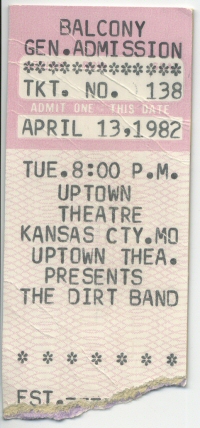 BALCONY
GEN.ADMISSION
************
TKT. NO. 138
ADMIT ONE THIS DATE
APRIL 13,1982
TUE.8:00 P.M.
UPTOWN
THEATRE
KANSAS CTY.MO
UPTOWN THEA.
PRESENTS
THE DIRT BAND
* * * * * * *
EST.---